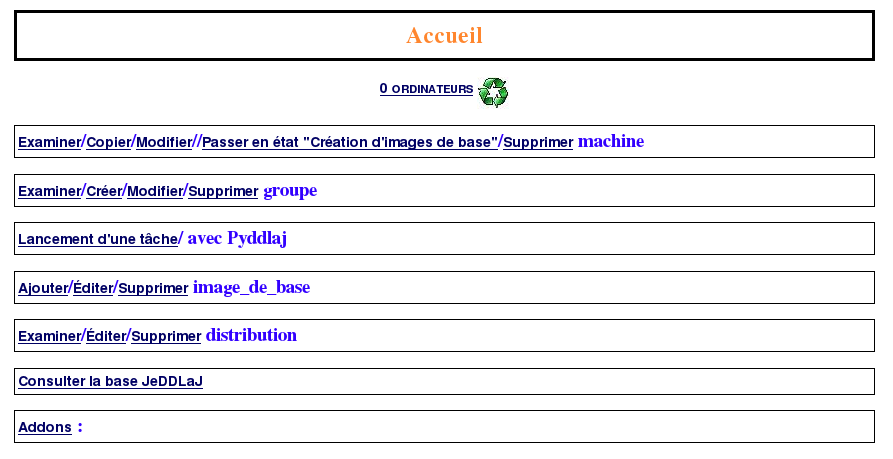 Accueil
0 ORDINATEURS
Examiner/Copier/Modifier//Passer en état "Création d'images de base"/Supprimer machine
Examiner/Créer/Modifier/Supprimer groupe
Lancement d'une tâche/ avec Pyddlaj
Ajouter/Éditer/Supprimer image_de_base
Examiner/Éditer/Supprimer distribution
Consulter la base JeDDLaJ
Addons :